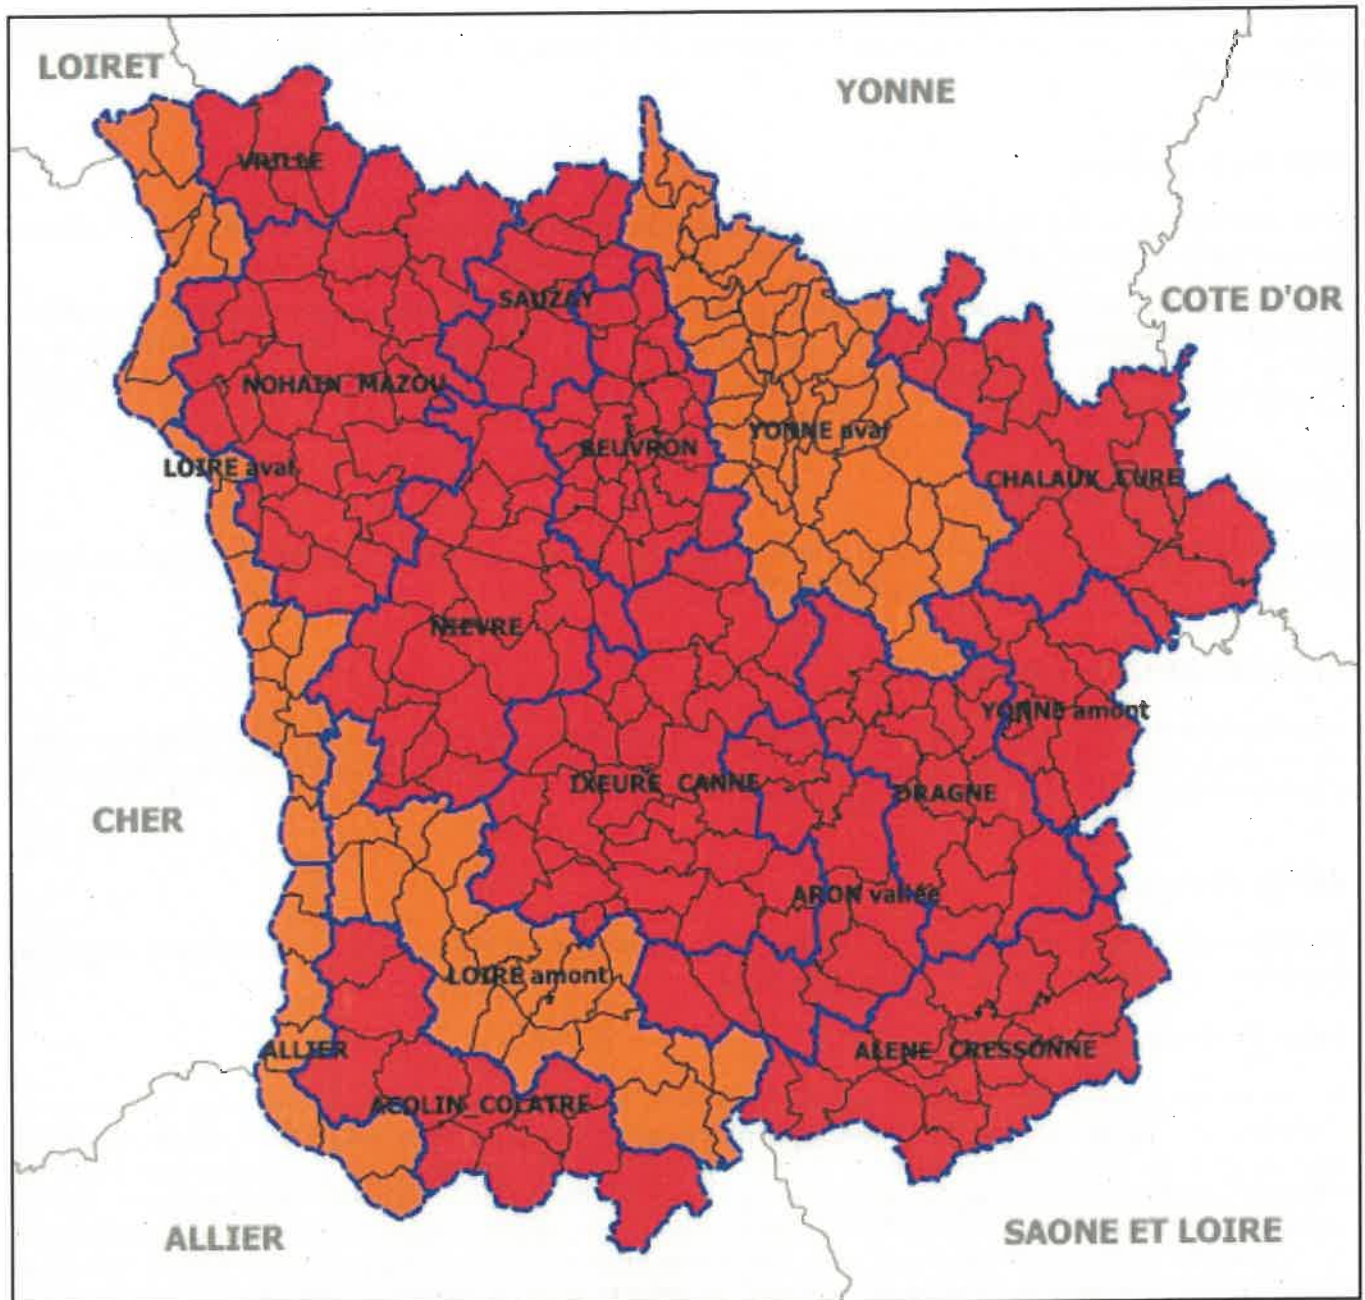 LOIRET
YONNE
VRILLE
COTE D'OR
SAUZAY
NOHAIN_MAZOU
YONNE aval
BEUVRON
LOIRE aval
CHALAUX_CURE
NIEVRE
YONNE amont
IXEURE_CANNE
DRAGNE
CHER
ARON vallée
LOIRE amont
ALLIER
ALENE_CRESSONNE
ACOLIN_COLATRE
ALLIER
SAONE ET LOIRE